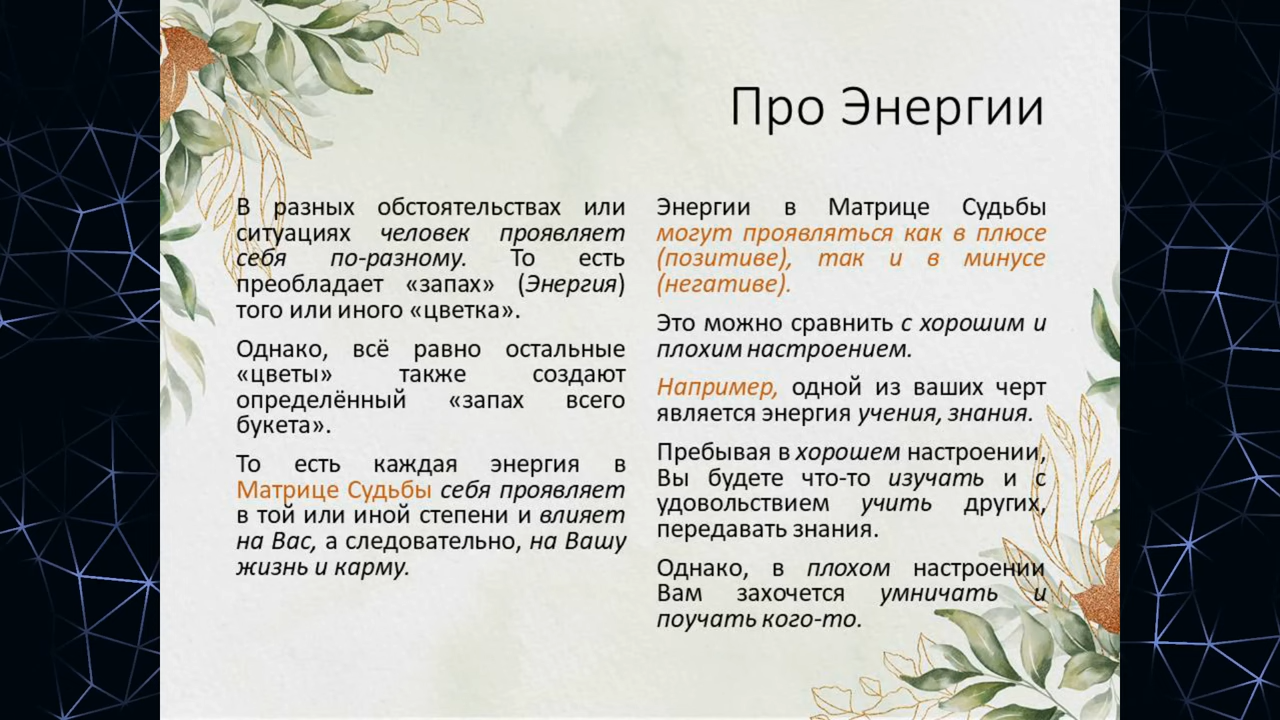 Про Энергии
В разных обстоятельствах или
ситуациях человек проявляет
себя по-разному. То есть
преобладает «запах» (Энергия)
того или иного «цветка».
Однако, всё равно остальные
«цветы» также создают
определённый «запах всего
букета».
То есть каждая энергия в
Матрице Судьбы себя проявляет
в той или иной степени и влияет
на Вас, а следовательно, на Вашу
жизнь и карму.
Энергии в Матрице Судьбы
могут проявляться как в плюсе
(позитиве), так и в минусе
(негативе).
Это можно сравнить с хорошим и
плохим настроением.
Например, одной из ваших черт
является энергия учения, знания.
Пребывая в хорошем настроении,
Вы будете что-то изучать и с
удовольствием учить других,
передавать знания.
Однако, в плохом настроении
Вам захочется умничать и
поучать кого-то.